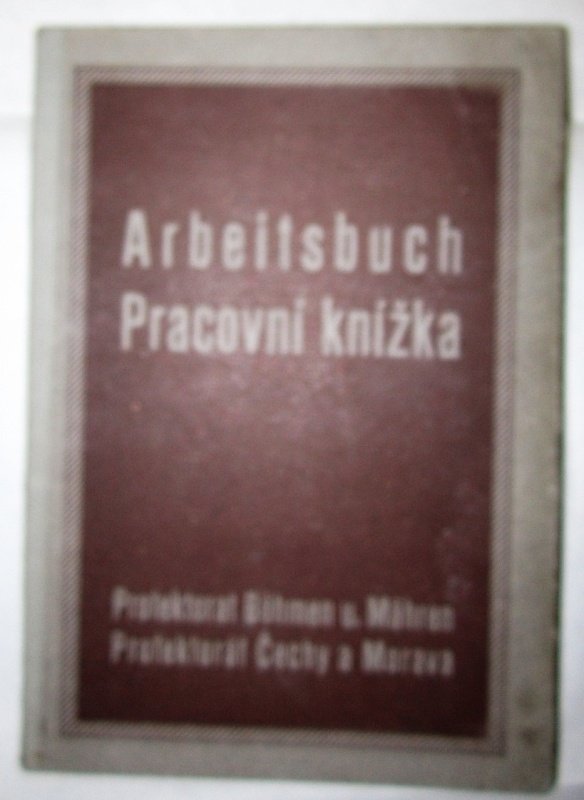 Arbeitsbuch
Pracovní knížka
Protektorat Böhmen u. Mähren
Protektorát Čechy a Morava